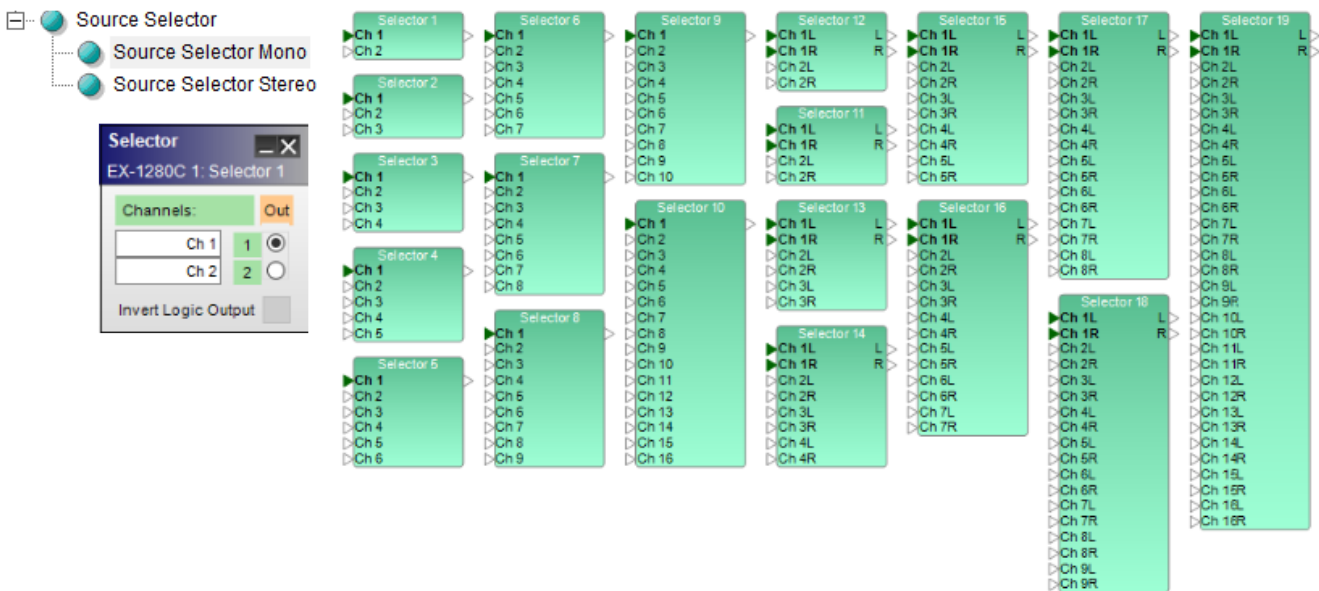 Source Selector
Source Selector Mono
Source Selector Stereo
Selector
EX-1280C 1: Selector 1
Channels: Out
Ch 1 1
Ch 2 2
Invert Logic Output
Selector 1
Ch 1
Ch 2
Selector 2
Ch 1
Ch 2
Ch 3
Selector 3
Ch 1
Ch 2
Ch 3
Ch 4
Selector 4
Ch 1
Ch 2
Ch 3
Ch 4
Ch 5
Selector 5
Ch 1
Ch 2
Ch 3
Ch 4
Ch 5
Ch 6
Selector 6
Ch 1
Ch 2
Ch 3
Ch 4
Ch 5
Ch 6
Ch 7
Selector 7
Ch 1
Ch 2
Ch 3
Ch 4
Ch 5
Ch 6
Ch 7
Ch 8
Selector 8
Ch 1
Ch 2
Ch 3
Ch 4
Ch 5
Ch 6
Ch 7
Ch 8
Ch 9
Selector 9
Ch 1
Ch 2
Ch 3
Ch 4
Ch 5
Ch 6
Ch 7
Ch 8
Ch 9
Ch 10
Selector 10
Ch 1
Ch 2
Ch 3
Ch 4
Ch 5
Ch 6
Ch 7
Ch 8
Ch 9
Ch 10
Ch 11
Ch 12
Ch 13
Ch 14
Ch 15
Ch 16
Selector 12
Ch 1L L
Ch 1R R
Ch 2L
Ch 2R
Selector 11
Ch 1L L
Ch 1R R
Ch 2L
Ch 2R
Selector 13
Ch 1L L
Ch 1R R
Ch 2L
Ch 2R
Ch 3L
Ch 3R
Selector 14
Ch 1L L
Ch 1R R
Ch 2L
Ch 2R
Ch 3L
Ch 3R
Ch 4L
Ch 4R
Selector 15
Ch 1L L
Ch 1R R
Ch 2L
Ch 2R
Ch 3L
Ch 3R
Ch 4L
Ch 4R
Ch 5L
Ch 5R
Selector 16
Ch 1L L
Ch 1R R
Ch 2L
Ch 2R
Ch 3L
Ch 3R
Ch 4L
Ch 4R
Ch 5L
Ch 5R
Ch 6L
Ch 6R
Ch 7L
Ch 7R
Selector 17
Ch 1L L
Ch 1R R
Ch 2L
Ch 2R
Ch 3L
Ch 3R
Ch 4L
Ch 4R
Ch 5L
Ch 5R
Ch 6L
Ch 6R
Ch 7L
Ch 7R
Ch 8L
Ch 8R
Selector 18
Ch 1L L
Ch 1R R
Ch 2L
Ch 2R
Ch 3L
Ch 3R
Ch 4L
Ch 4R
Ch 5L
Ch 5R
Ch 6L
Ch 6R
Ch 7L
Ch 7R
Ch 8L
Ch 8R
Ch 9L
Ch 9R
Selector 19
Ch 1L L
Ch 1R R
Ch 2L
Ch 2R
Ch 3L
Ch 3R
Ch 4L
Ch 4R
Ch 5L
Ch 5R
Ch 6L
Ch 6R
Ch 7L
Ch 7R
Ch 8L
Ch 8R
Ch 9L
Ch 9R
Ch 10L
Ch 10R
Ch 11L
Ch 11R
Ch 12L
Ch 12R
Ch 13L
Ch 13R
Ch 14L
Ch 14R
Ch 15L
Ch 15R
Ch 16L
Ch 16R